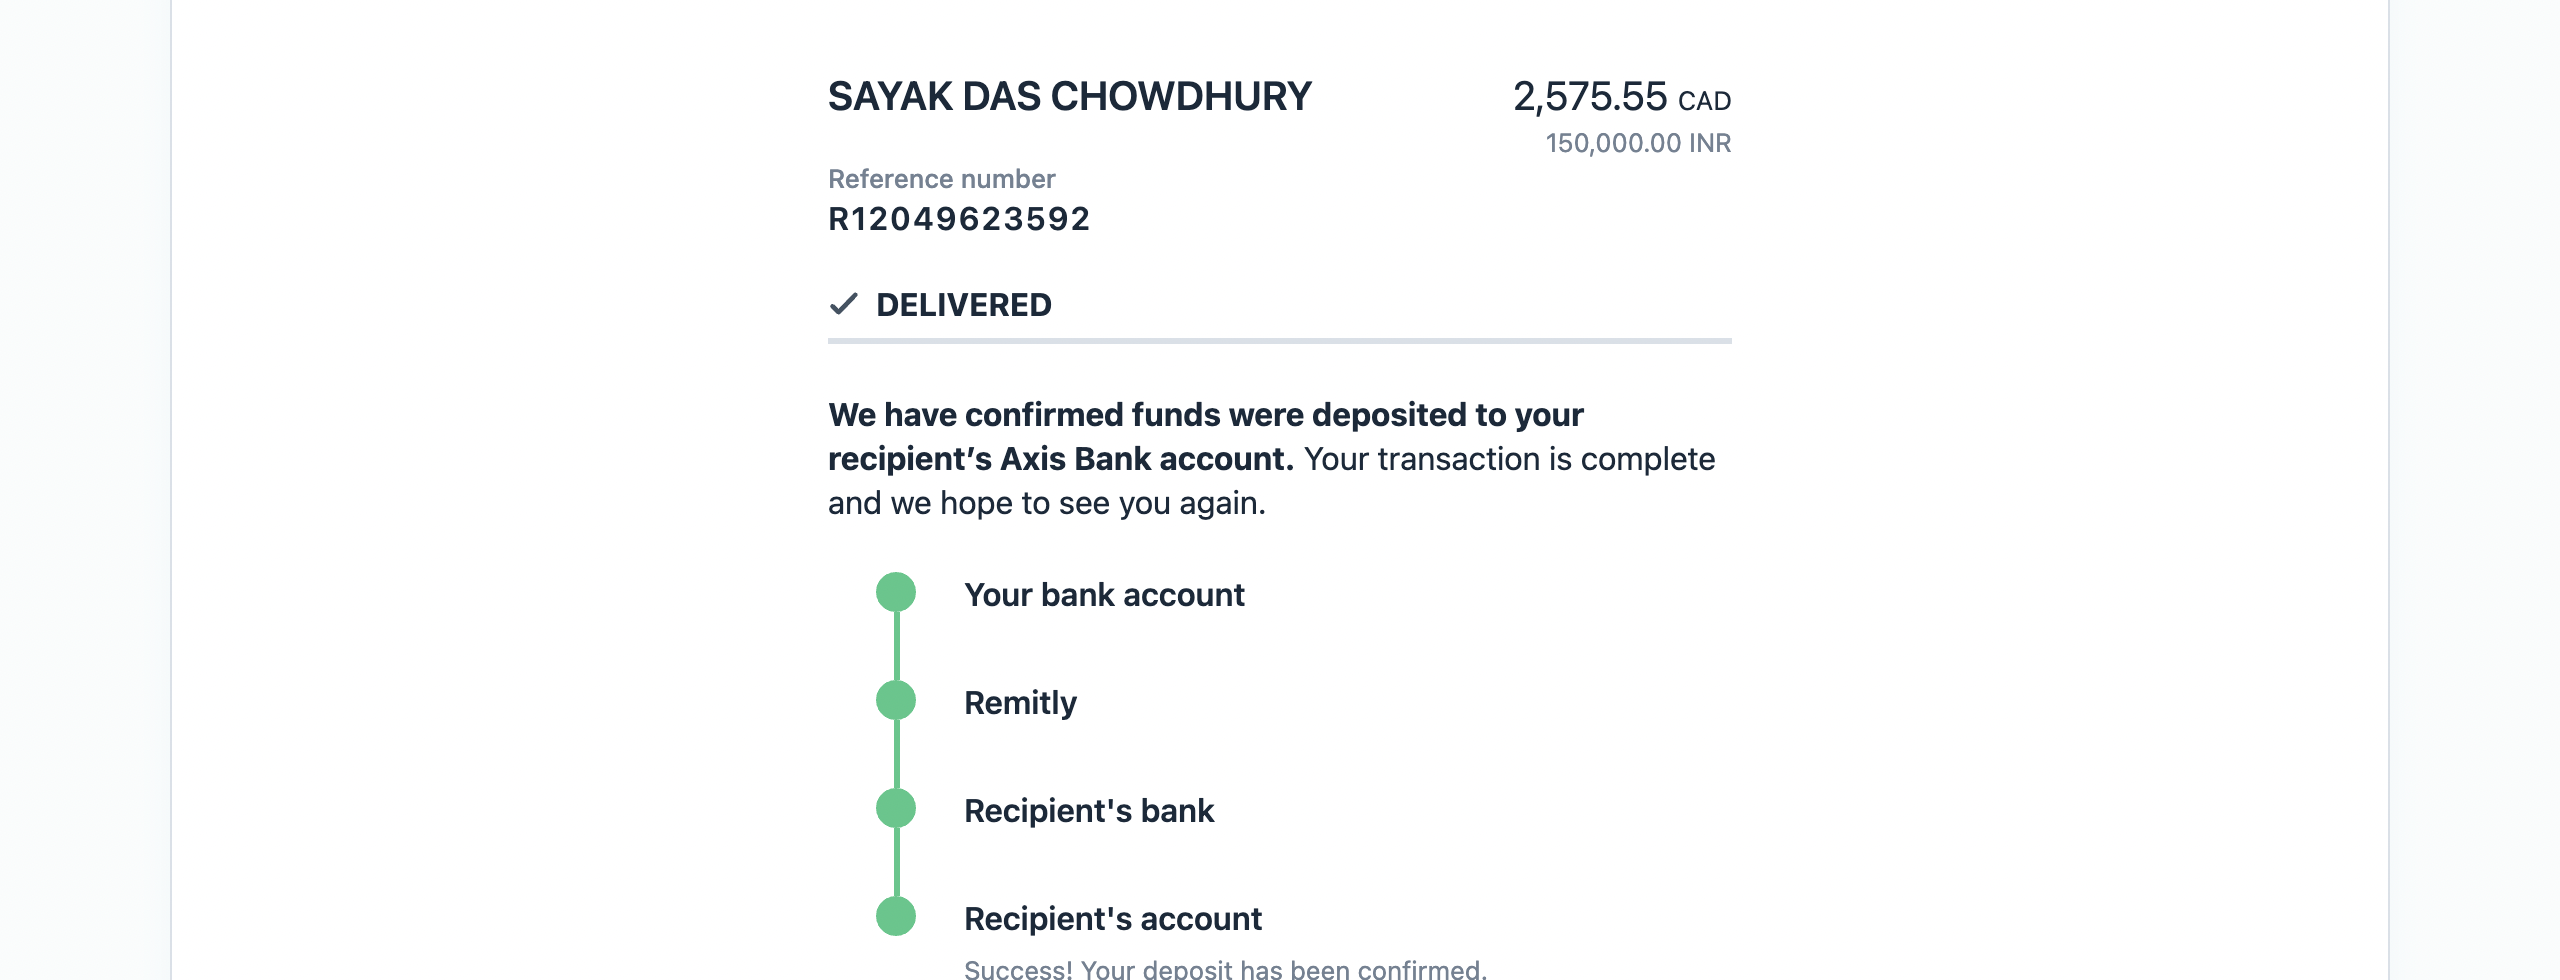 SAYAK DAS CHOWDHURY
2,575.55 CAD
150,000.00 INR
Reference number
R12049623592
DELIVERED
We have confirmed funds were deposited to your
recipient’s Axis Bank account. Your transaction is complete
and we hope to see you again.
Your bank account
Remitly
Recipient's bank
Recipient's account
Success! Your deposit has been confirmed.